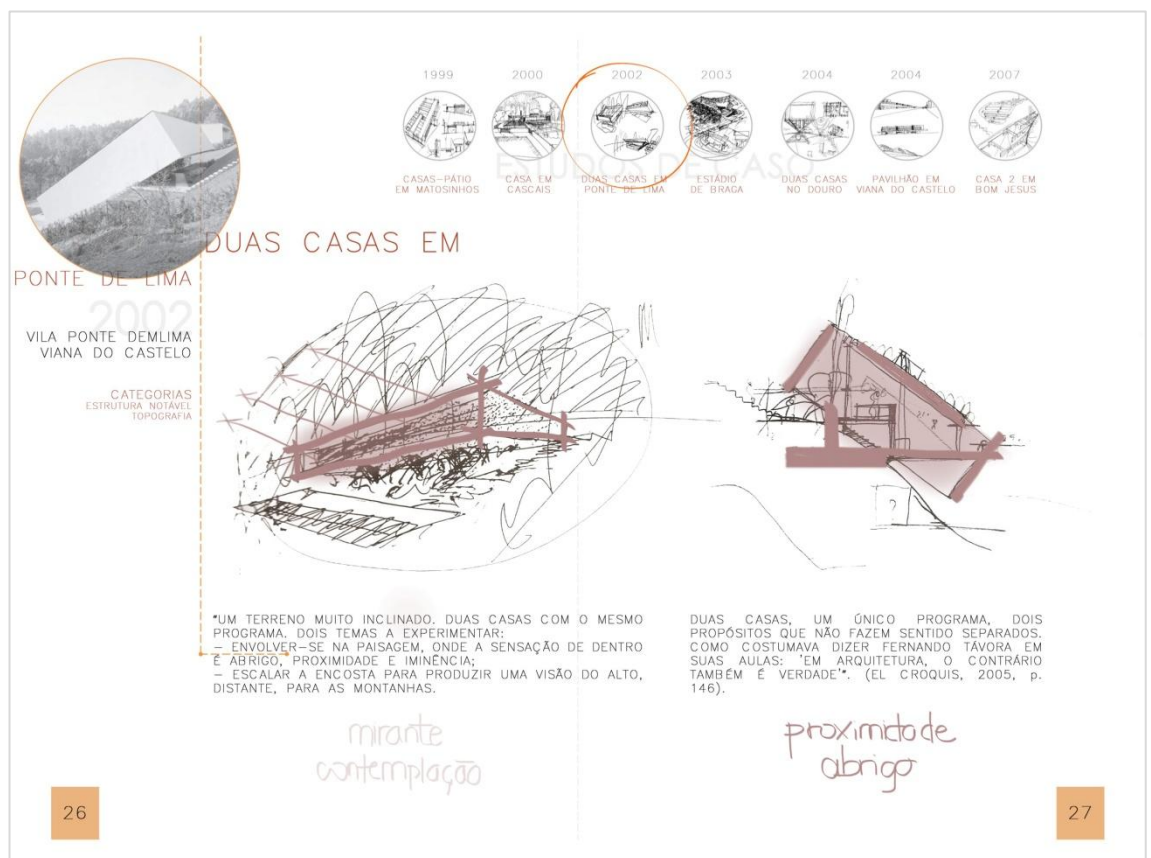 1999
2000
2002
2003
2004
2004
2007
ESTUDOS DE CASO
CASAS-PÁTIO
EM MATOSINHOS
CASA EM
CASCAIS
DUAS CASAS EM
PONTE DE LIMA
ESTÁDIO
DE BRAGA
DUAS CASAS
NO DOURO
PAVILHÃO EM
VIANA DO CASTELO
CASA 2 EM
BOM JESUS
DUAS CASAS EM
PONTE DE LIMA
2002
VILA PONTE DEMLIMA
VIANA DO CASTELO
CATEGORIAS
ESTRUTURA NOTÁVEL
TOPOGRAFIA
"UM TERRENO MUITO INCLINADO. DUAS CASAS COM O MESMO
PROGRAMA. DOIS TEMAS A EXPERIMENTAR:
– ENVOLVER-SE NA PAISAGEM, ONDE A SENSAÇÃO DE DENTRO
É ABRIGO, PROXIMIDADE E IMINÊNCIA;
– ESCALAR A ENCOSTA PARA PRODUZIR UMA VISÃO DO ALTO,
DISTANTE, PARA AS MONTANHAS.
DUAS CASAS, UM ÚNICO PROGRAMA, DOIS
PROPÓSITOS QUE NÃO FAZEM SENTIDO SEPARADOS.
COMO COSTUMAVA DIZER FERNANDO TÁVORA EM
SUAS AULAS: 'EM ARQUITETURA, O CONTRÁRIO
TAMBÉM É VERDADE'". (EL CROQUIS, 2005, p.
146).
mirante
contemplação
proximidade
abrigo
26
27